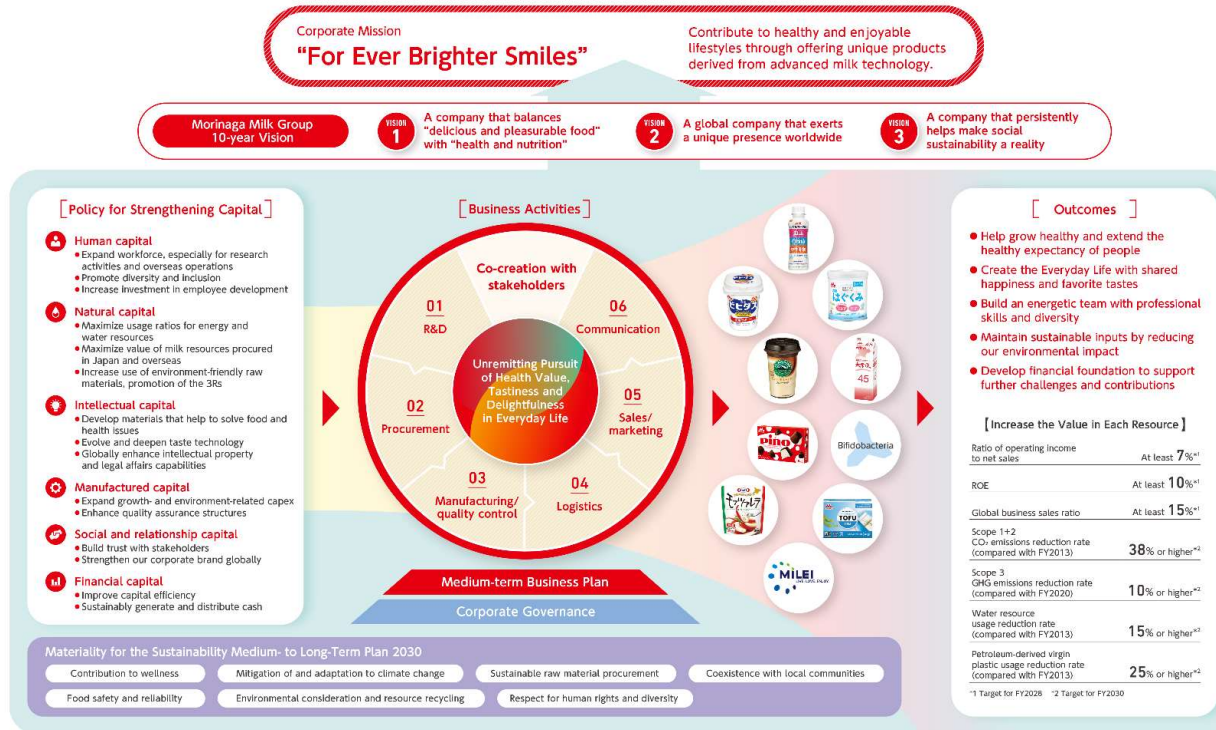 Corporate Mission
“For Ever Brighter Smiles”
Contribute to healthy and enjoyable
lifestyles through offering unique products
derived from advanced milk technology.
Morinaga Milk Group
10-year Vision
VISION
1
A company that balances
“delicious and pleasurable food”
with “health and nutrition”
VISION
2
A global company that exerts
a unique presence worldwide
VISION
3
A company that persistently
helps make social
sustainability a reality
[Policy for Strengthening Capital]
Human capital
● Expand workforce, especially for research
activities and overseas operations
● Promote diversity and inclusion
● Increase investment in employee development
Natural capital
● Maximize usage ratios for energy and
water resources
● Maximize value of milk resources procured
in Japan and overseas
● Increase use of environment-friendly raw
materials, promotion of the 3Rs
Intellectual capital
● Develop materials that help to solve food and
health issues
● Evolve and deepen taste technology
● Globally enhance intellectual property
and legal affairs capabilities
Manufactured capital
● Expand growth- and environment-related capex
● Enhance quality assurance structures
Social and relationship capital
● Build trust with stakeholders
● Strengthen our corporate brand globally
Financial capital
● Improve capital efficiency
● Sustainably generate and distribute cash
[Business Activities]
Co-creation with
stakeholders
01
R&D
02
Procurement
03
Manufacturing/
quality control
04
Logistics
05
Sales/
marketing
06
Communication
Unremitting Pursuit
of Health Value,
Tastiness and
Delightfulness
in Everyday Life
Medium-term Business Plan
Corporate Governance
ビヒダス
はぐくみ
45
pino
Bifidobacteria
モッツァレラ
TOFU
MILEI
[Outcomes]
● Help grow healthy and extend the
healthy expectancy of people
● Create the Everyday Life with shared
happiness and favorite tastes
● Build an energetic team with professional
skills and diversity
● Maintain sustainable inputs by reducing
our environmental impact
● Develop financial foundation to support
further challenges and contributions
[Increase the Value in Each Resource]
Ratio of operating income
to net sales
At least 7%*1
ROE
At least 10%*1
Global business sales ratio
At least 15%*1
Scope 1+2
CO₂ emissions reduction rate
(compared with FY2013)
38% or higher*2
Scope 3
GHG emissions reduction rate
(compared with FY2020)
10% or higher*2
Water resource
usage reduction rate
(compared with FY2013)
15% or higher*2
Petroleum-derived virgin
plastic usage reduction rate
(compared with FY2013)
25% or higher*2
*1 Target for FY2028 *2 Target for FY2030
Materiality for the Sustainability Medium- to Long-Term Plan 2030
Contribution to wellness
Mitigation of and adaptation to climate change
Sustainable raw material procurement
Coexistence with local communities
Food safety and reliability
Environmental consideration and resource recycling
Respect for human rights and diversity